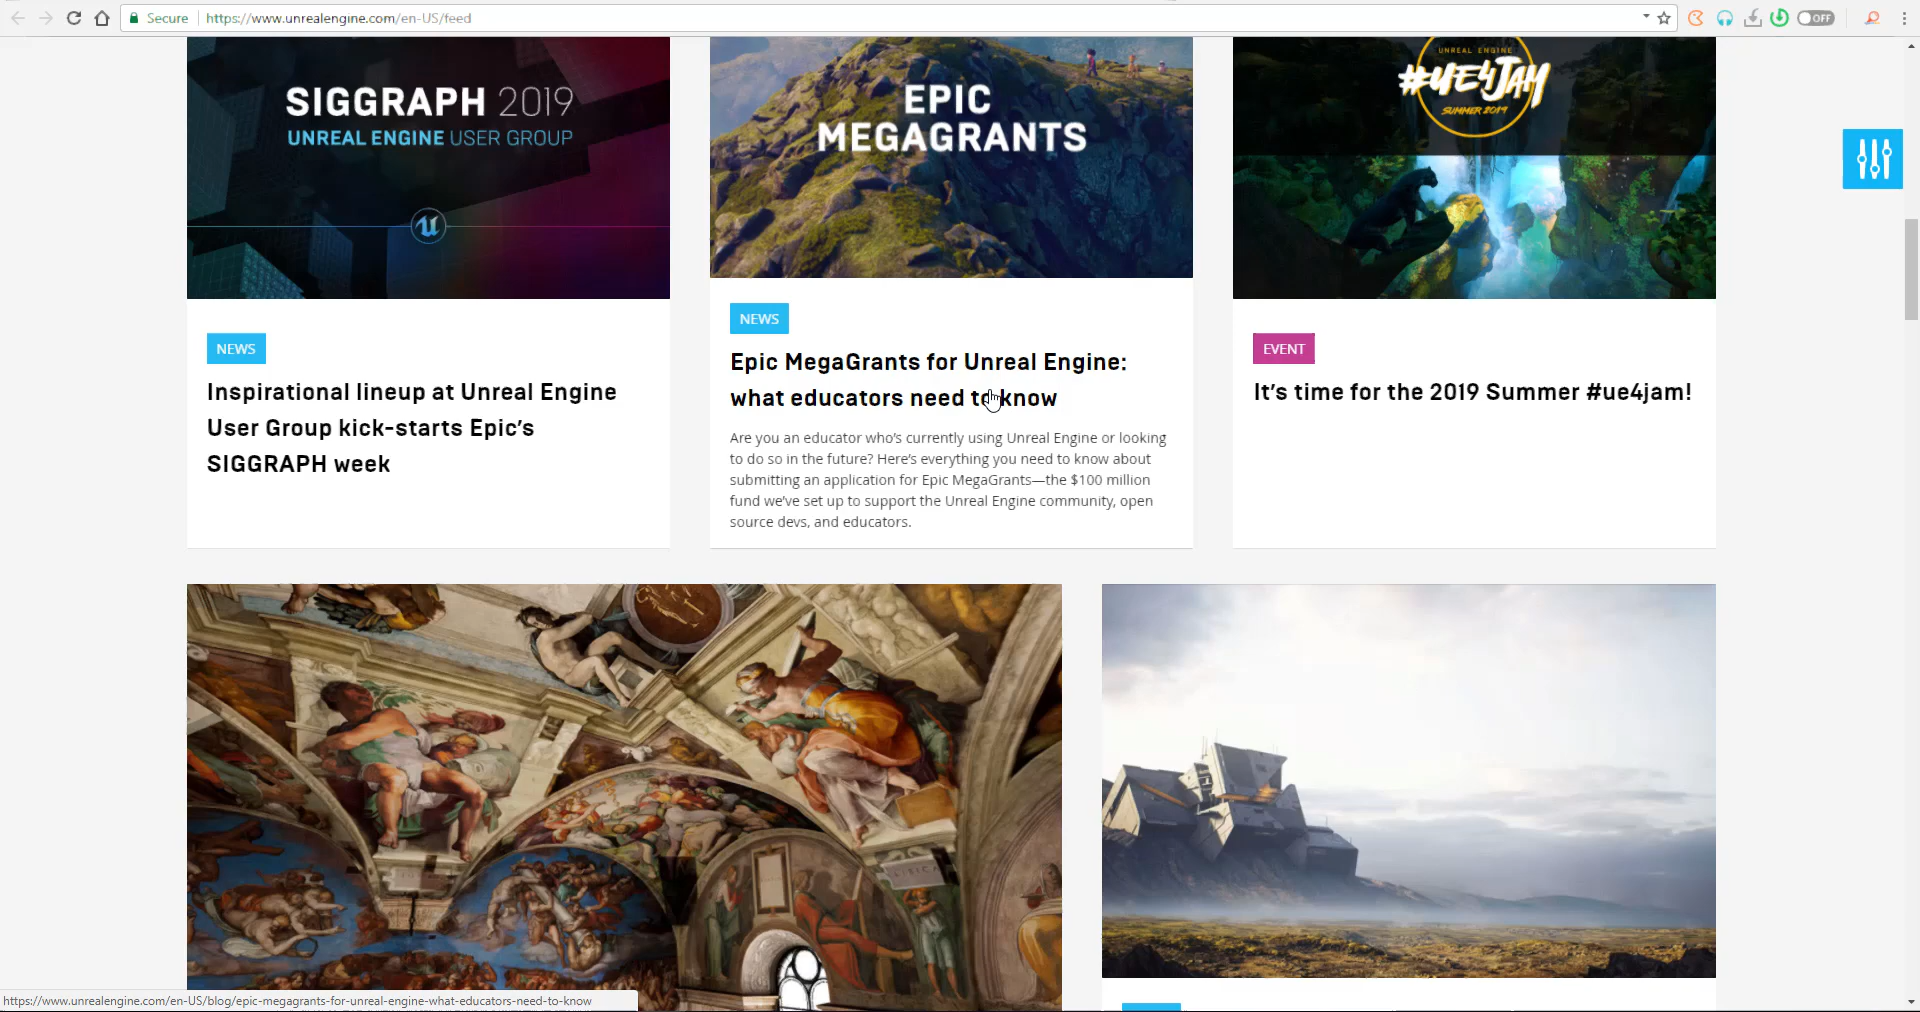 Secure
https://www.unrealengine.com/en-US/feed
OFF
SIGGRAPH 2019
UNREAL ENGINE USER GROUP
NEWS
Inspirational lineup at Unreal Engine
User Group kick-starts Epic’s
SIGGRAPH week
EPIC
MEGAGRANTS
NEWS
Epic MegaGrants for Unreal Engine:
what educators need to know
Are you an educator who’s currently using Unreal Engine or looking
to do so in the future? Here’s everything you need to know about
submitting an application for Epic MegaGrants—the $100 million
fund we’ve set up to support the Unreal Engine community, open
source devs, and educators.
UNREAL ENGINE
#UE4JAM
SUMMER 2019
EVENT
It’s time for the 2019 Summer #ue4jam!
https://www.unrealengine.com/en-US/blog/epic-megagrants-for-unreal-engine-what-educators-need-to-know